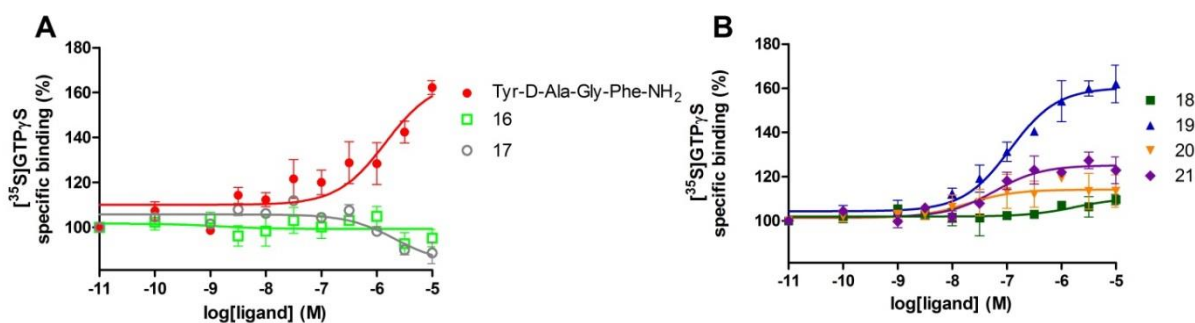 A
[³⁵S]GTPγS
specific binding (%)
180
160
140
120
100
-11 -10 -9 -8 -7 -6 -5
log[ligand] (M)
Tyr-D-Ala-Gly-Phe-NH₂
16
17
B
[³⁵S]GTPγS
specific binding (%)
180
160
140
120
100
-11 -10 -9 -8 -7 -6 -5
log[ligand] (M)
18
19
20
21